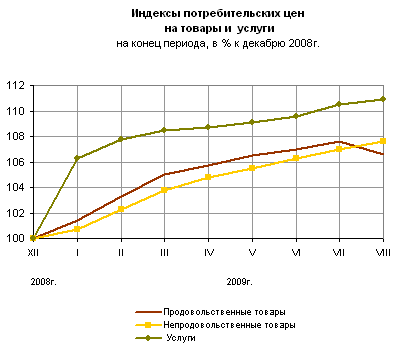 Индексы потребительских цен
на товары и услуги
на конец периода, в % к декабрю 2008г.
112
110
108
106
104
102
100
XII I II III IV V VI VII VIII
2008г. 2009г.
Продовольственные товары
Непродовольственные товары
Услуги